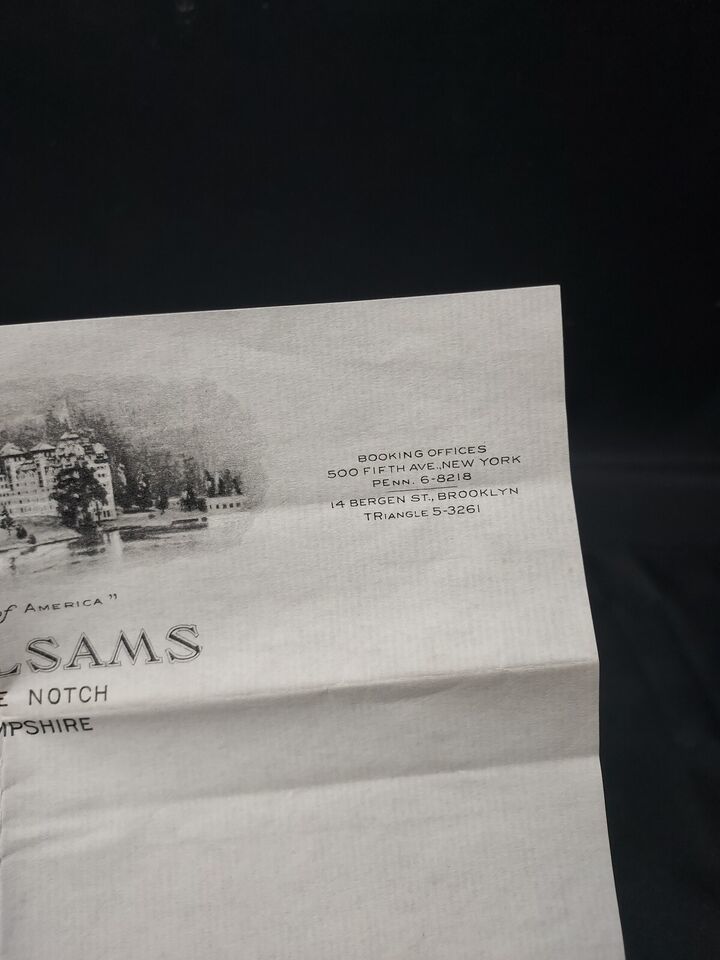 BOOKING OFFICES
500 FIFTH AVE., NEW YORK
PENN. 6-8218
14 BERGEN ST., BROOKLYN
TRIANGLE 5-3261
of AMERICA"
LSAMS
E NOTCH
MPSHIRE